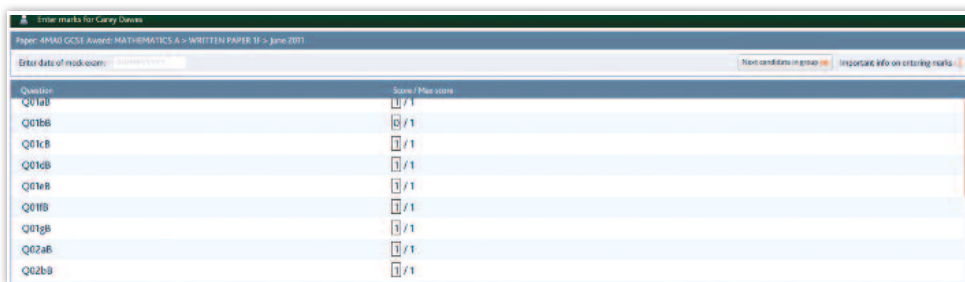 Enter marks for Carey Dawes
Paper: 4MA0 GCSE Award: MATHEMATICS A > WRITTEN PAPER 1F > June 2011
Enter date of mock exam:
Next candidate in group
Important info on entering marks
Question Score / Max score
Q01aB 1 / 1
Q01bB 0 / 1
Q01cB 1 / 1
Q01dB 1 / 1
Q01eB 1 / 1
Q01fB 1 / 1
Q01gB 1 / 1
Q02aB 1 / 1
Q02bB 1 / 1